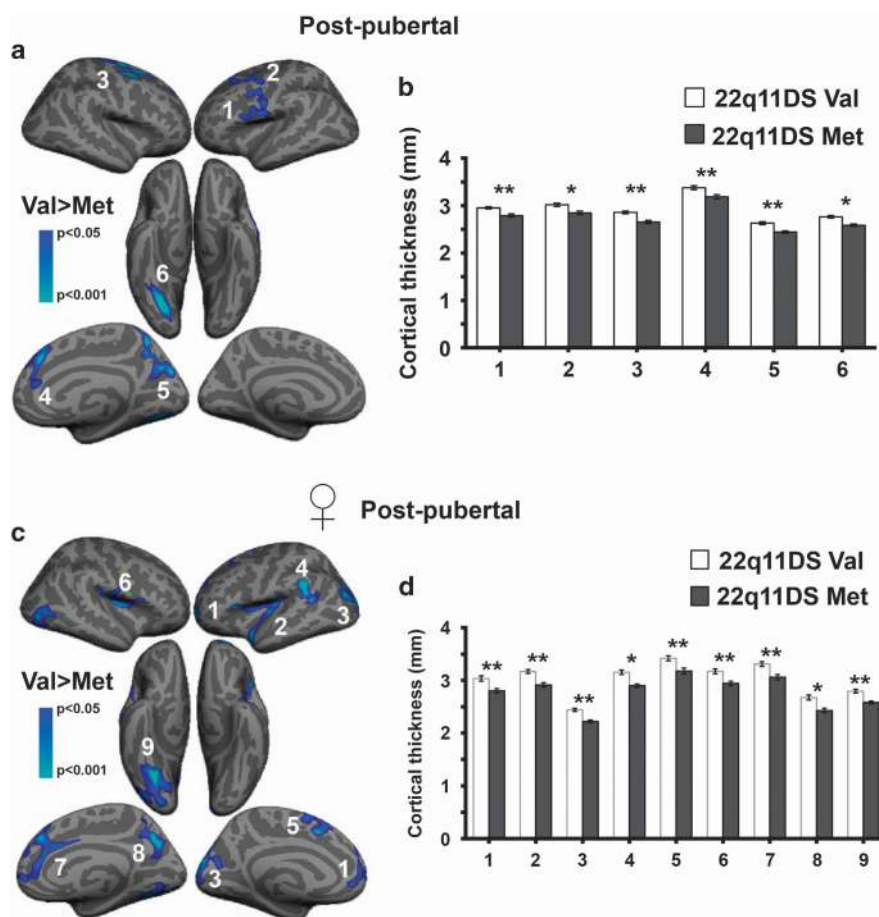 Post-pubertal
a
3
2
1
Val>Met
p<0.05
p<0.001
6
4
5
b
22q11DS Val
22q11DS Met
Cortical thickness (mm)
4
3
2
1
0
** * ** ** ** *
1 2 3 4 5 6
♀ Post-pubertal
c
6
4
1
2
3
Val>Met
p<0.05
p<0.001
9
7
8
5
3
1
d
22q11DS Val
22q11DS Met
Cortical thickness (mm)
4
3
2
1
0
** ** ** * ** ** ** * **
1 2 3 4 5 6 7 8 9